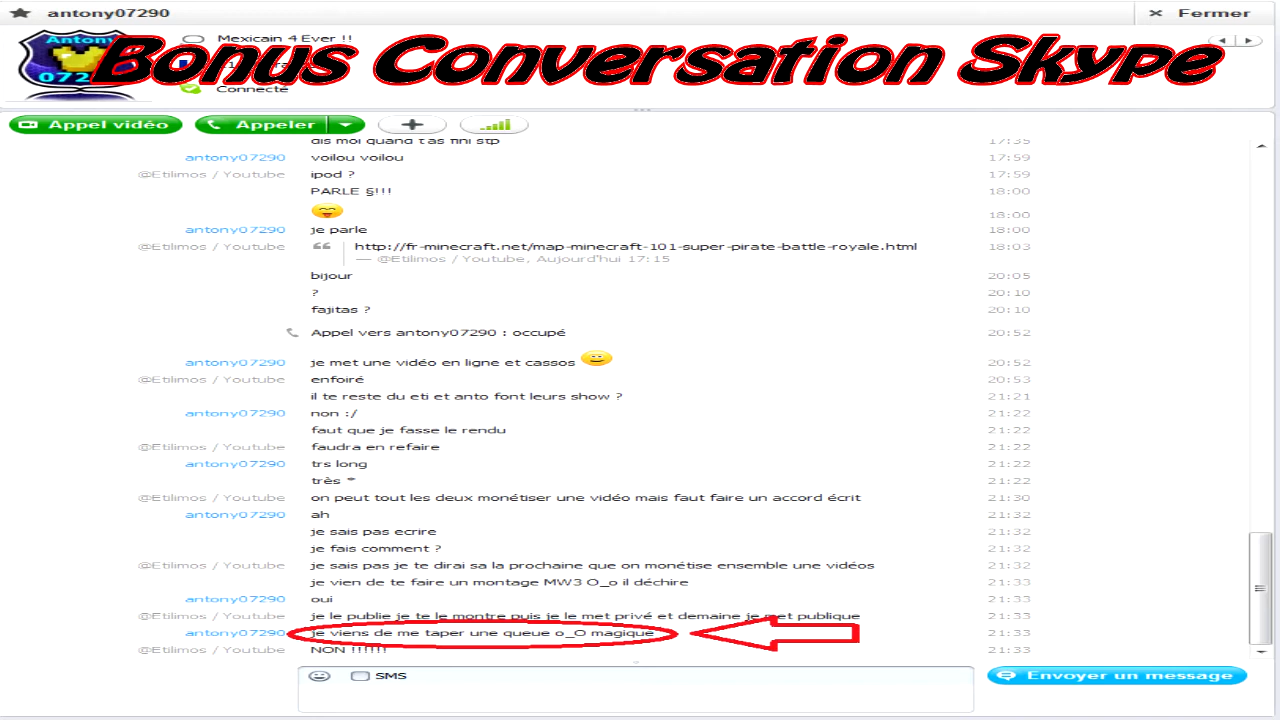 antony07290
× Fermer
Mexicain 4 Ever !!
Antony
Connecté
Bonus Conversation Skype
Appel vidéo
Appeler
dis moi quand t'as fini stp 17:35
antony07290 voilou voilou 17:59
@Etilimos / Youtube ipod ? 17:59
PARLE §!!! 18:00
18:00
antony07290 je parle 18:00
@Etilimos / Youtube http://fr-minecraft.net/map-minecraft-101-super-pirate-battle-royale.html 18:03
— @Etilimos / Youtube, Aujourd'hui 17:15
bijour 20:05
? 20:10
fajitas ? 20:10
Appel vers antony07290 : occupé 20:52
antony07290 je met une vidéo en ligne et cassos 20:52
@Etilimos / Youtube enfoiré 20:53
il te reste du eti et anto font leurs show ? 21:21
antony07290 non :/ 21:22
faut que je fasse le rendu 21:22
@Etilimos / Youtube faudra en refaire 21:22
antony07290 trs long 21:22
très * 21:22
@Etilimos / Youtube on peut tout les deux monétiser une vidéo mais faut faire un accord écrit 21:30
antony07290 ah 21:32
je sais pas ecrire 21:32
je fais comment ? 21:32
@Etilimos / Youtube je sais pas je te dirai sa la prochaine que on monétise ensemble une vidéos 21:32
je vien de te faire un montage MW3 O_o il déchire 21:33
antony07290 oui 21:33
@Etilimos / Youtube je le publie je te le montre puis je le met privé et demaine je met publique 21:33
antony07290 je viens de me taper une queue o_O magique 21:33
@Etilimos / Youtube NON !!!!!! 21:33
SMS
Envoyer un message